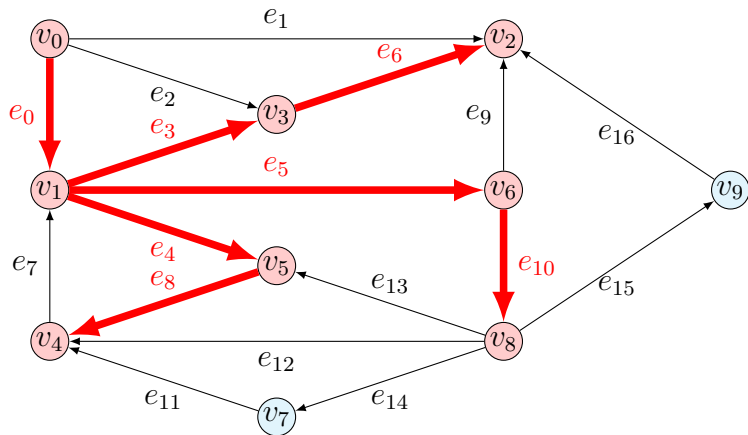 e₁
v₀
v₂
e₆
e₂
e₀
v₃
e₃
e₉
e₁₆
e₅
v₁
v₆
v₉
e₄
e₇
e₈
v₅
e₁₀
e₁₃
e₁₅
v₄
v₈
e₁₂
e₁₁
e₁₄
v₇